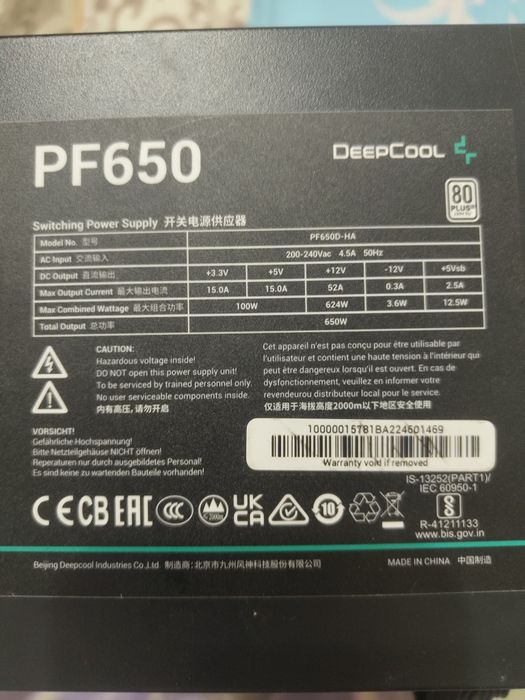 PF650
DEEPCOOL
80
PLUS
Switching Power Supply 开关电源供应器
Model No. 型号 PF650D-HA
AC Input 交流输入 200-240Vac 4.5A 50Hz
DC Output 直流输出 +3.3V +5V +12V -12V +5Vsb
Max Output Current 最大输出电流 15.0A 15.0A 52A 0.3A 2.5A
Max Combined Wattage 最大组合功率 100W 624W 3.6W 12.5W
Total Output 总功率 650W
CAUTION:
Hazardous voltage inside!
DO NOT open this power supply unit!
To be serviced by trained personnel only.
No user serviceable components inside.
内有高压, 请勿开启
Cet appareil n'est pas conçu pour être utilisable par
l'utilisateur et contient une haute tension à l'intérieur qui
peut être dangereux lorsqu'il est ouvert. En cas de
dysfonctionnement, veuillez en informer votre
revendeurou distributeur local pour le service.
仅适用于海拔高度2000m以下地区安全使用
VORSICHT!
Gefährliche Hochspannung!
Bitte Netzteilgehäuse NICHT öffnen!
Reperaturen nur durch ausgebildetes Personal!
Es sind keine zu wartenden Bauteile vorhanden!
10000015781BA224601469
Warranty void if removed
IS-13252(PART1)/
IEC 60950-1
CE CB EAC CCC UK CA 10
R-41211133
www.bis.gov.in
Beijing Deepcool Industries Co.,Ltd. 制造商:北京市九州风神科技股份有限公司
MADE IN CHINA 中国制造